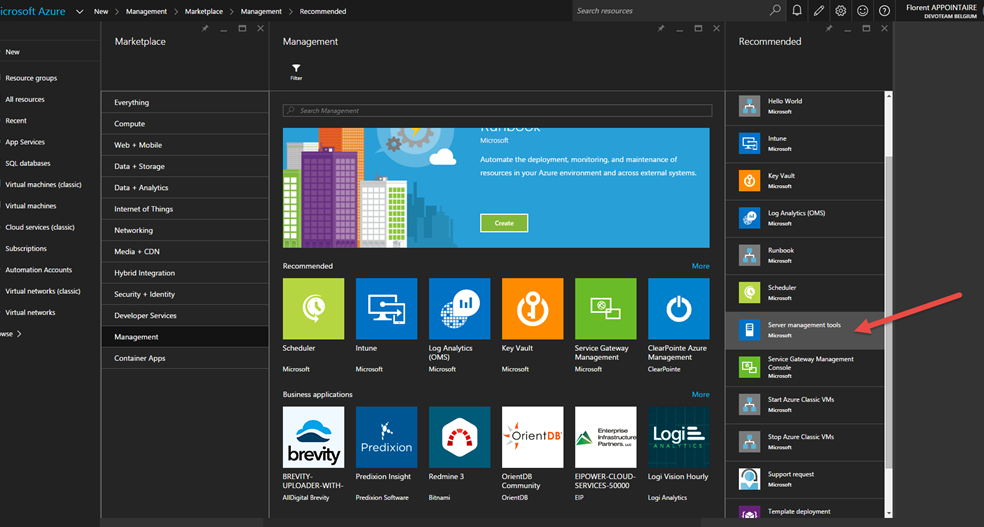 Microsoft Azure
New > Management > Marketplace > Management > Recommended
Search resources
Florent APPOINTAIRE
DEVOTEAM BELGIUM
New
Resource groups
All resources
Recent
App Services
SQL databases
Virtual machines (classic)
Virtual machines
Cloud services (classic)
Subscriptions
Automation Accounts
Virtual networks (classic)
Virtual networks
owse >
Marketplace
Everything
Compute
Web + Mobile
Data + Storage
Data + Analytics
Internet of Things
Networking
Media + CDN
Hybrid Integration
Security + Identity
Developer Services
Management
Container Apps
Management
Filter
Search Management
Runbook
Microsoft
Automate the deployment, monitoring, and maintenance of
resources in your Azure environment and across external systems.
Create
Recommended
More
Scheduler
Microsoft
Intune
Microsoft
Log Analytics
(OMS)
Microsoft
Key Vault
Microsoft
Service Gateway
Management
Microsoft
ClearPointe Azure
Management
ClearPointe
Business applications
More
brevity
BREVITY-
UPLOADER-WITH-
AllDigital Brevity
Predixion
Predixion Insight
Predixion Software
Redmine 3
Bitnami
OrientDB
OrientDB
Community
OrientDB
Enterprise
Infrastructure
Partners, LLC
EIPOWER-CLOUD-
SERVICES-50000
EIP
Logi
ANALYTICS
Logi Vision Hourly
Logi Analytics
Recommended
Hello World
Microsoft
Intune
Microsoft
Key Vault
Microsoft
Log Analytics (OMS)
Microsoft
Runbook
Microsoft
Scheduler
Microsoft
Server management tools
Microsoft
Service Gateway Management
Console
Microsoft
Start Azure Classic VMs
Microsoft
Stop Azure Classic VMs
Microsoft
Support request
Microsoft
Template deployment